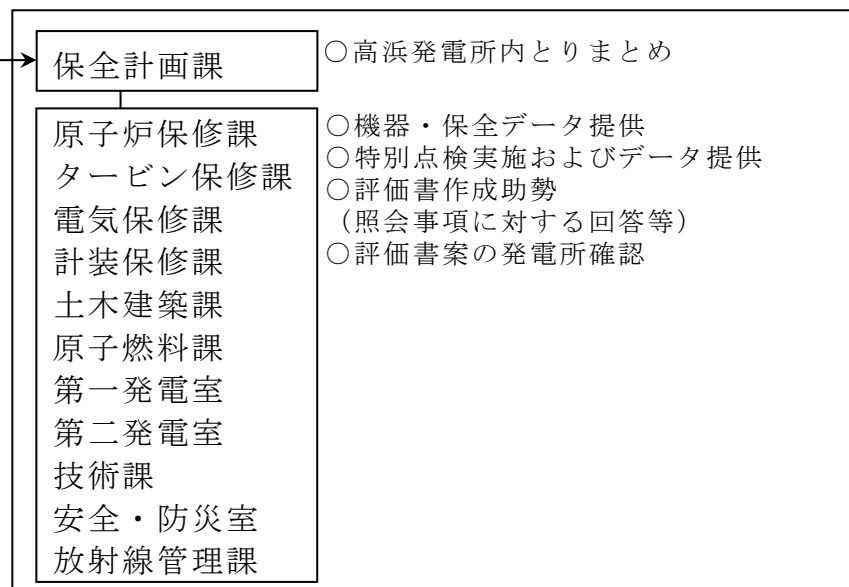 保全計画課
○高浜発電所内とりまとめ
原子炉保修課
タービン保修課
電気保修課
計装保修課
土木建築課
原子燃料課
第一発電室
第二発電室
技術課
安全・防災室
放射線管理課
○機器・保全データ提供
○特別点検実施およびデータ提供
○評価書作成助勢
(照会事項に対する回答等)
○評価書案の発電所確認